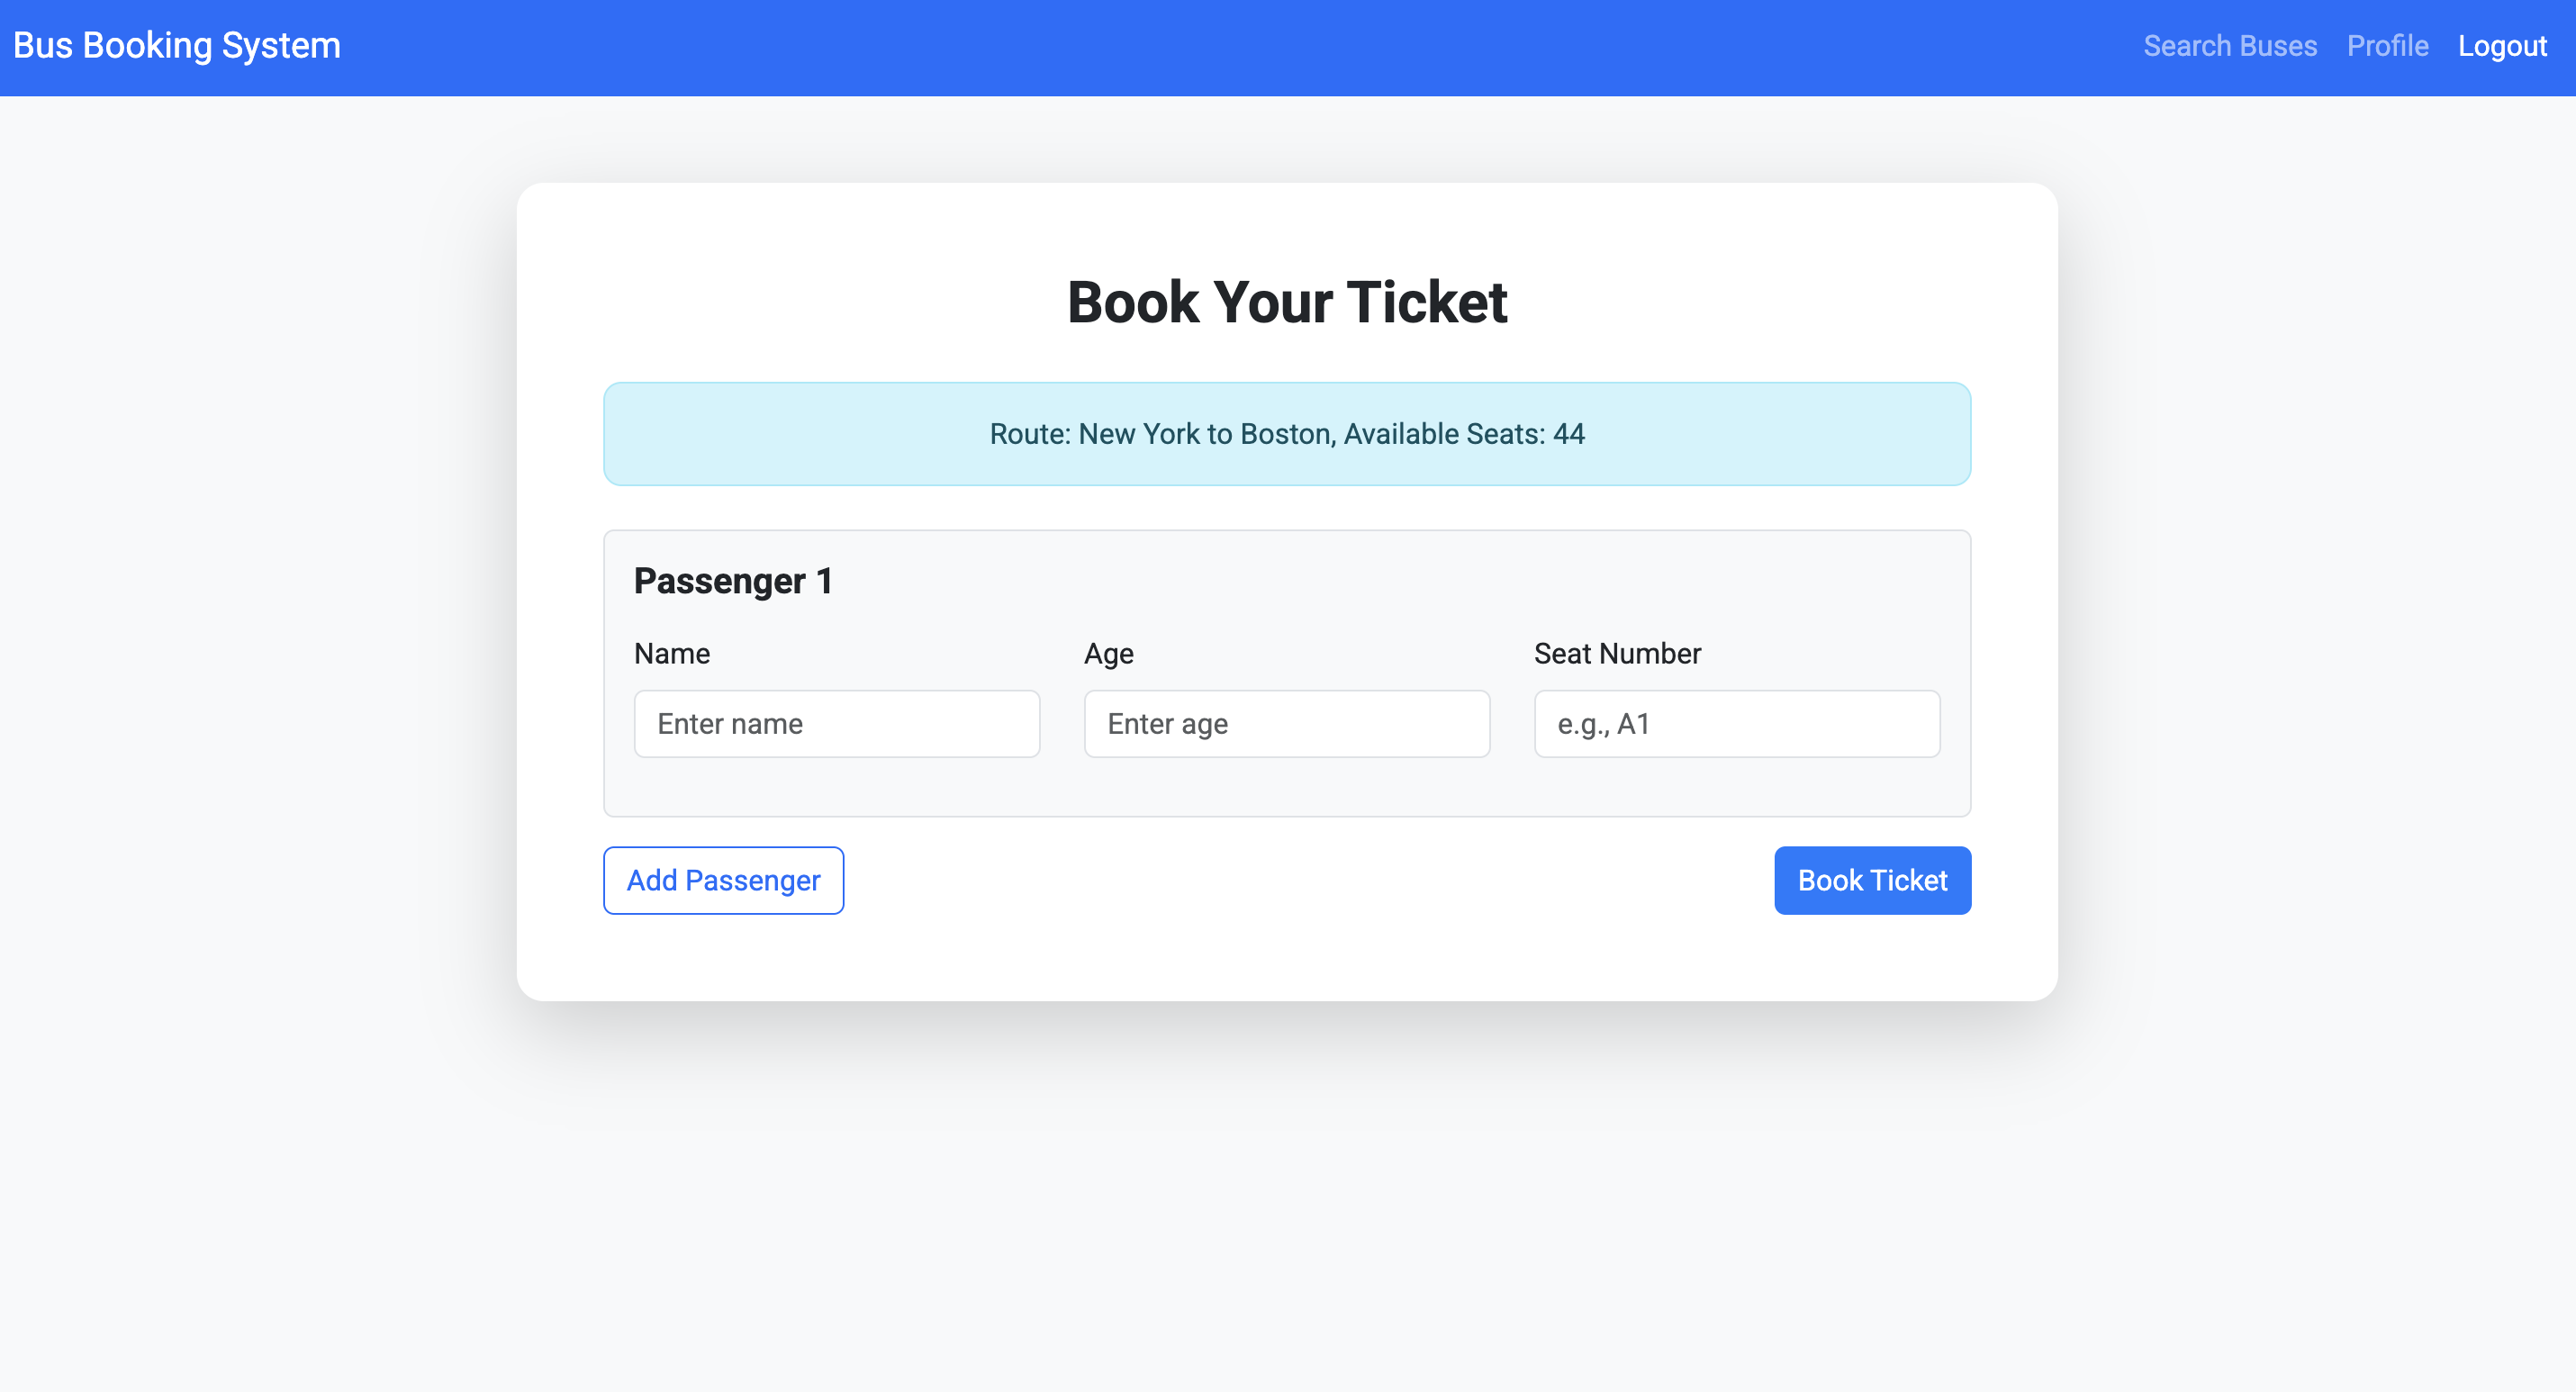 Bus Booking System
Search Buses Profile Logout
Book Your Ticket
Route: New York to Boston, Available Seats: 44
Passenger 1
Name Age Seat Number
Enter name Enter age e.g., A1
Add Passenger Book Ticket